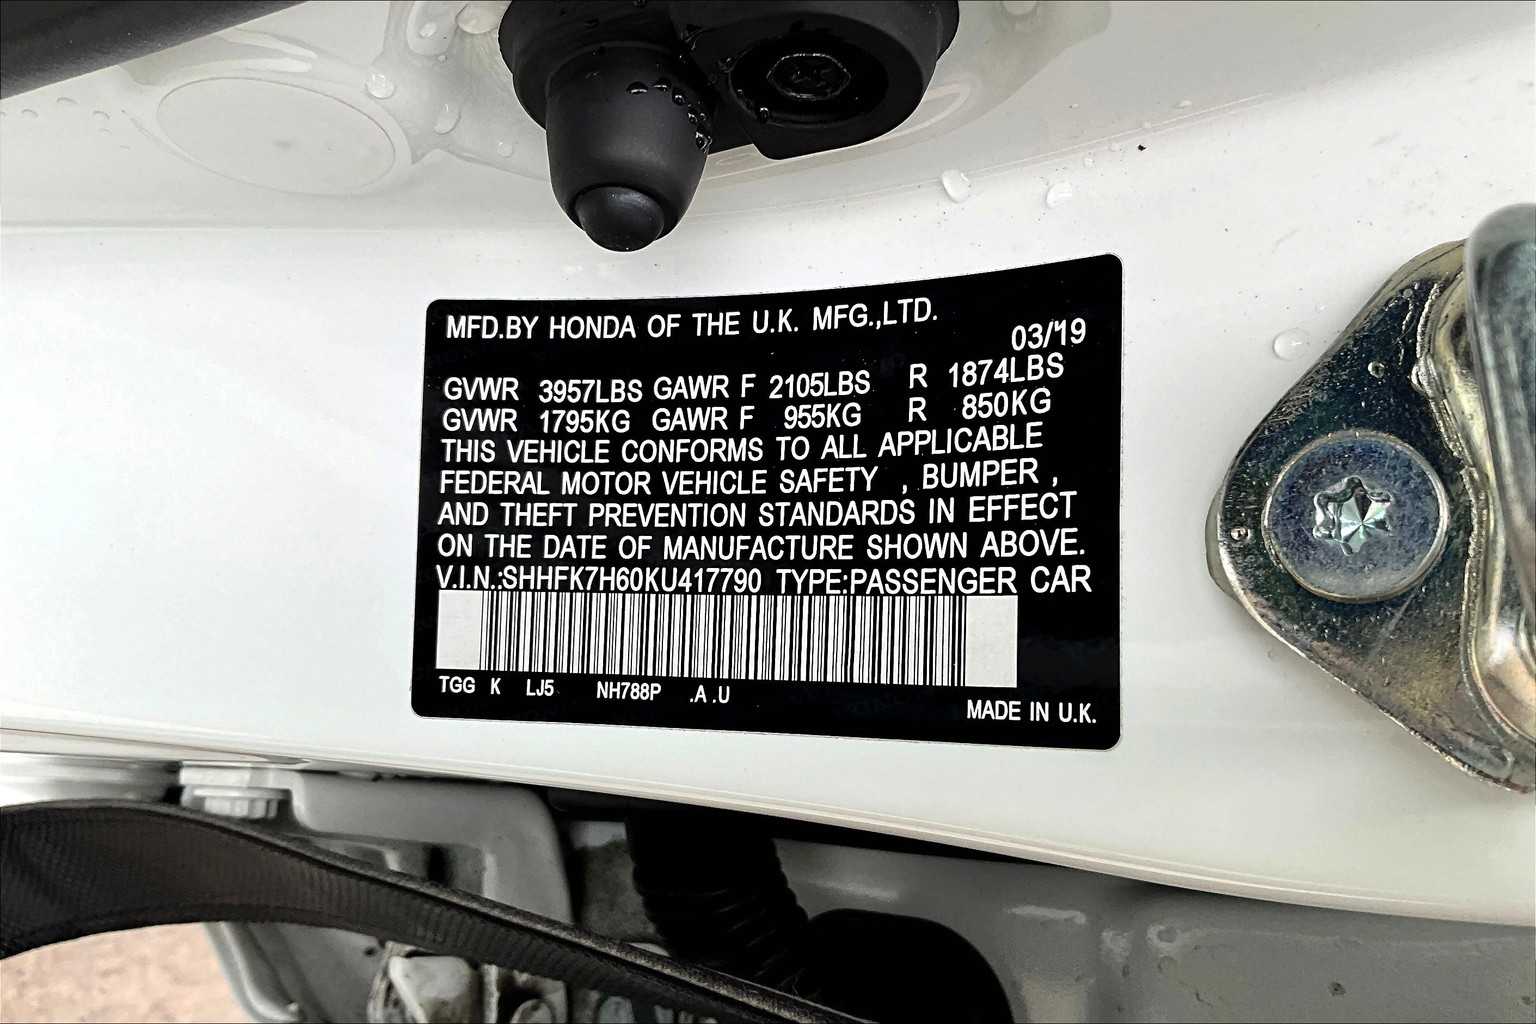 MFD.BY HONDA OF THE U.K. MFG.,LTD.
03/19
GVWR 3957LBS GAWR F 2105LBS R 1874LBS
GVWR 1795KG GAWR F 955KG R 850KG
THIS VEHICLE CONFORMS TO ALL APPLICABLE
FEDERAL MOTOR VEHICLE SAFETY , BUMPER ,
AND THEFT PREVENTION STANDARDS IN EFFECT
ON THE DATE OF MANUFACTURE SHOWN ABOVE.
V.I.N.:SHHFK7H60KU417790 TYPE:PASSENGER CAR
TGG K LJ5 NH788P .A .U
MADE IN U.K.